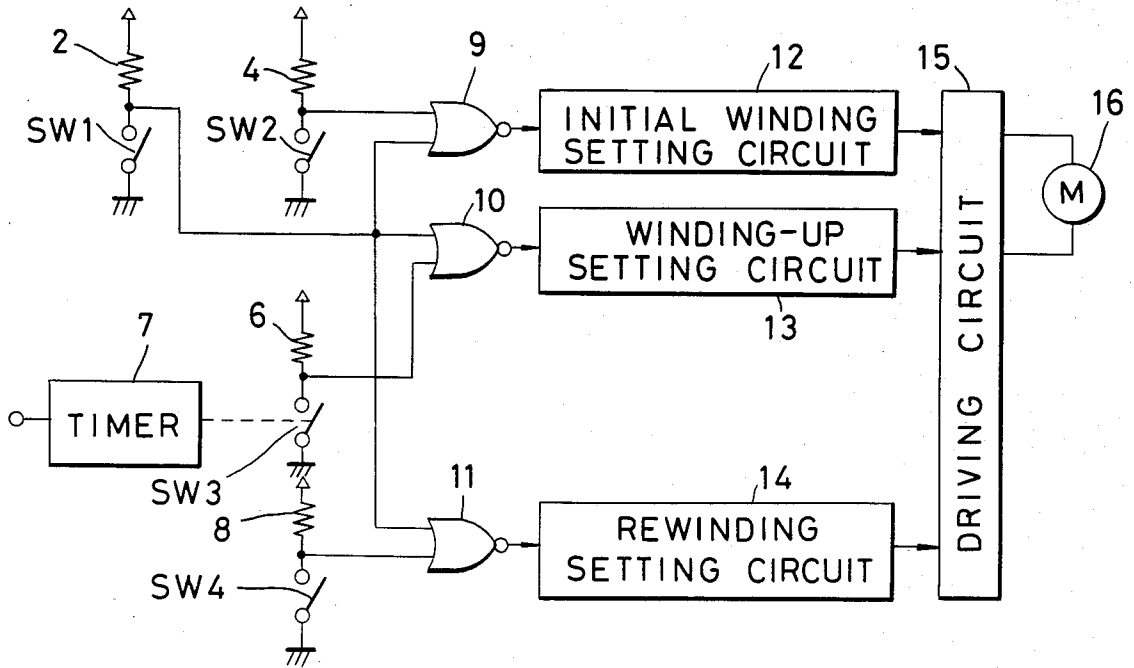 2
4
9
12
15
16
SW1
SW2
INITIAL WINDING
SETTING CIRCUIT
M
10
WINDING-UP
SETTING CIRCUIT
13
DRIVING CIRCUIT
6
7
TIMER
SW3
8
11
14
REWINDING
SETTING CIRCUIT
SW4